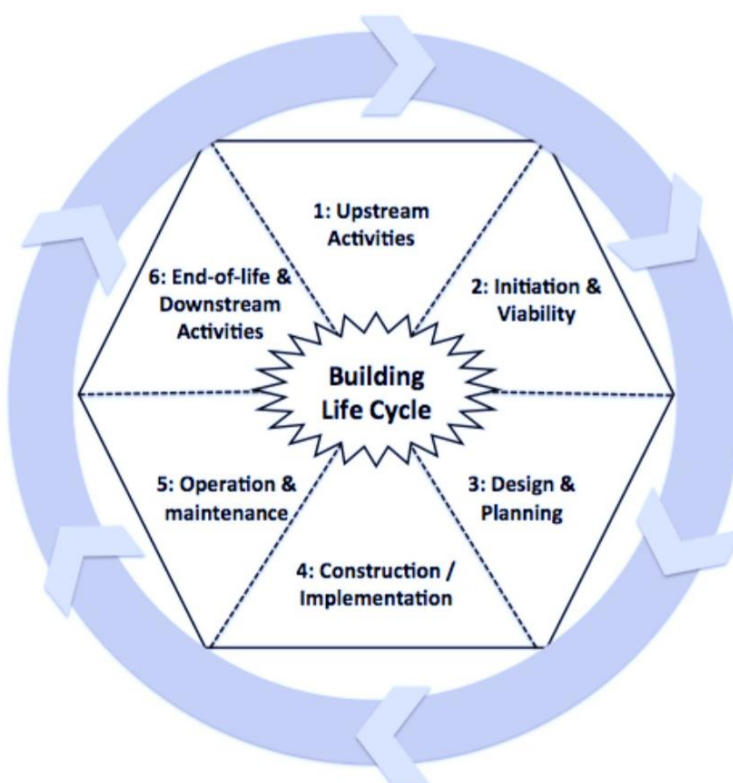 1: Upstream
Activities
2: Initiation &
Viability
3: Design &
Planning
4: Construction /
Implementation
5: Operation &
maintenance
6: End-of-life &
Downstream
Activities
Building
Life Cycle